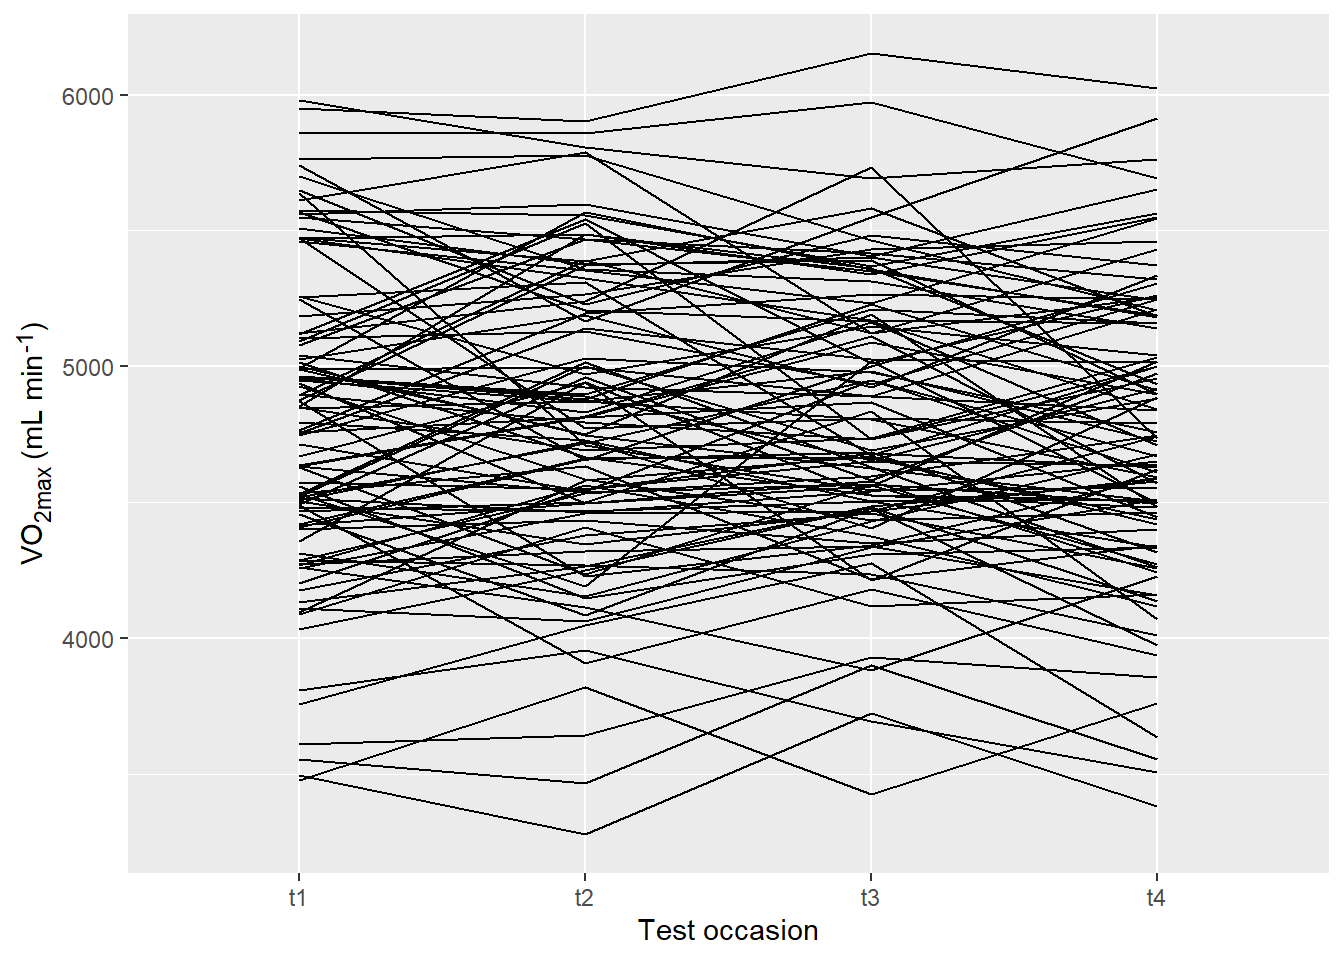 6000
5000
4000
VO2max (mL min-1)
t1 t2 t3 t4
Test occasion